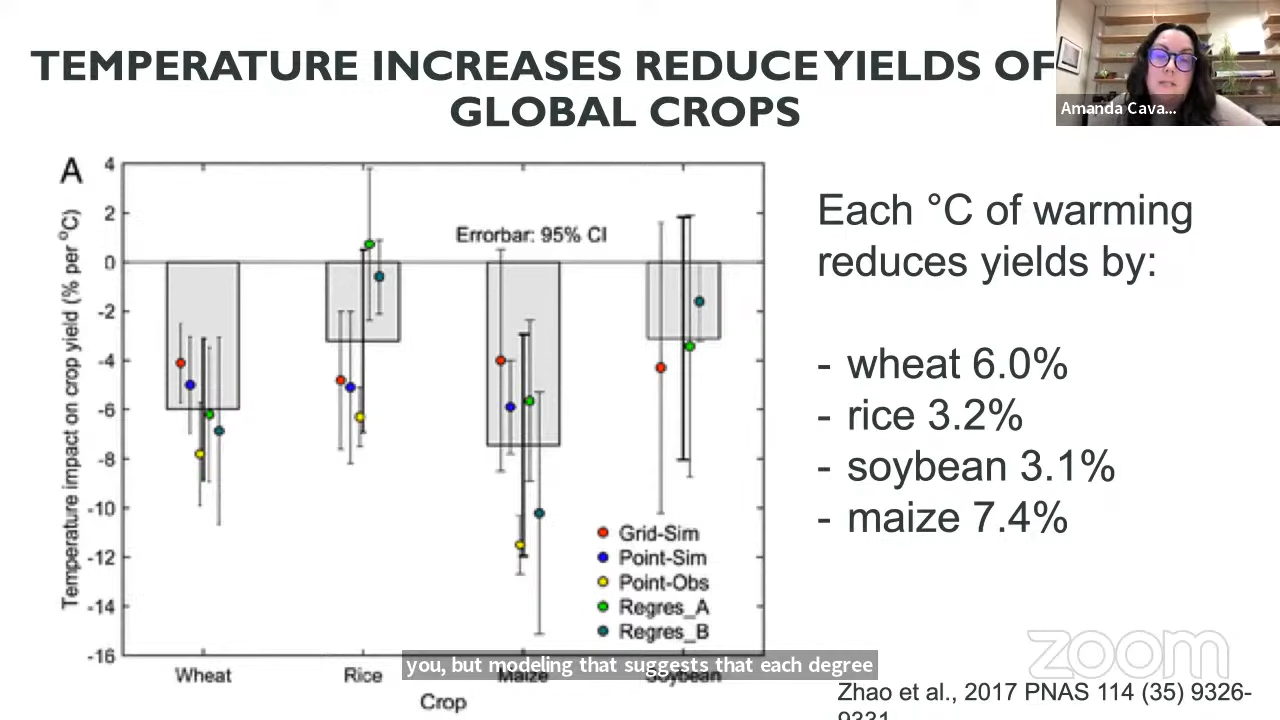 TEMPERATURE INCREASES REDUCE YIELDS OF
GLOBAL CROPS
Amanda Cava...
A
Temperature impact on crop yield (% per °C)
4
2
0
-2
-4
-6
-8
-10
-12
-14
-16
Errorbar: 95% CI
Grid-Sim
Point-Sim
Point-Obs
Regres_A
Regres_B
Wheat
Rice
Maize
Soybean
Crop
Each °C of warming
reduces yields by:
- wheat 6.0%
- rice 3.2%
- soybean 3.1%
- maize 7.4%
you, but modeling that suggests that each degree
zoom
Zhao et al., 2017 PNAS 114 (35) 9326-
9331